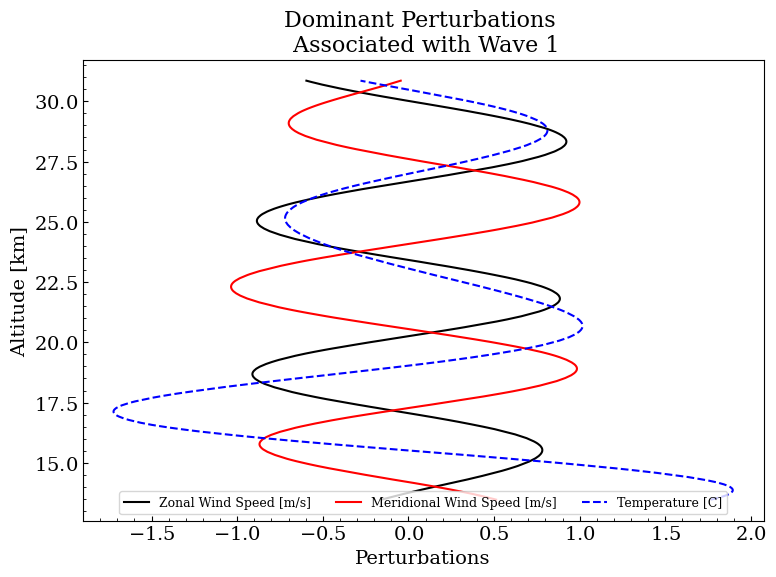 Dominant Perturbations
Associated with Wave 1
Altitude [km]
30.0
27.5
25.0
22.5
20.0
17.5
15.0
Zonal Wind Speed [m/s] Meridional Wind Speed [m/s] Temperature [C]
−1.5 −1.0 −0.5 0.0 0.5 1.0 1.5 2.0
Perturbations